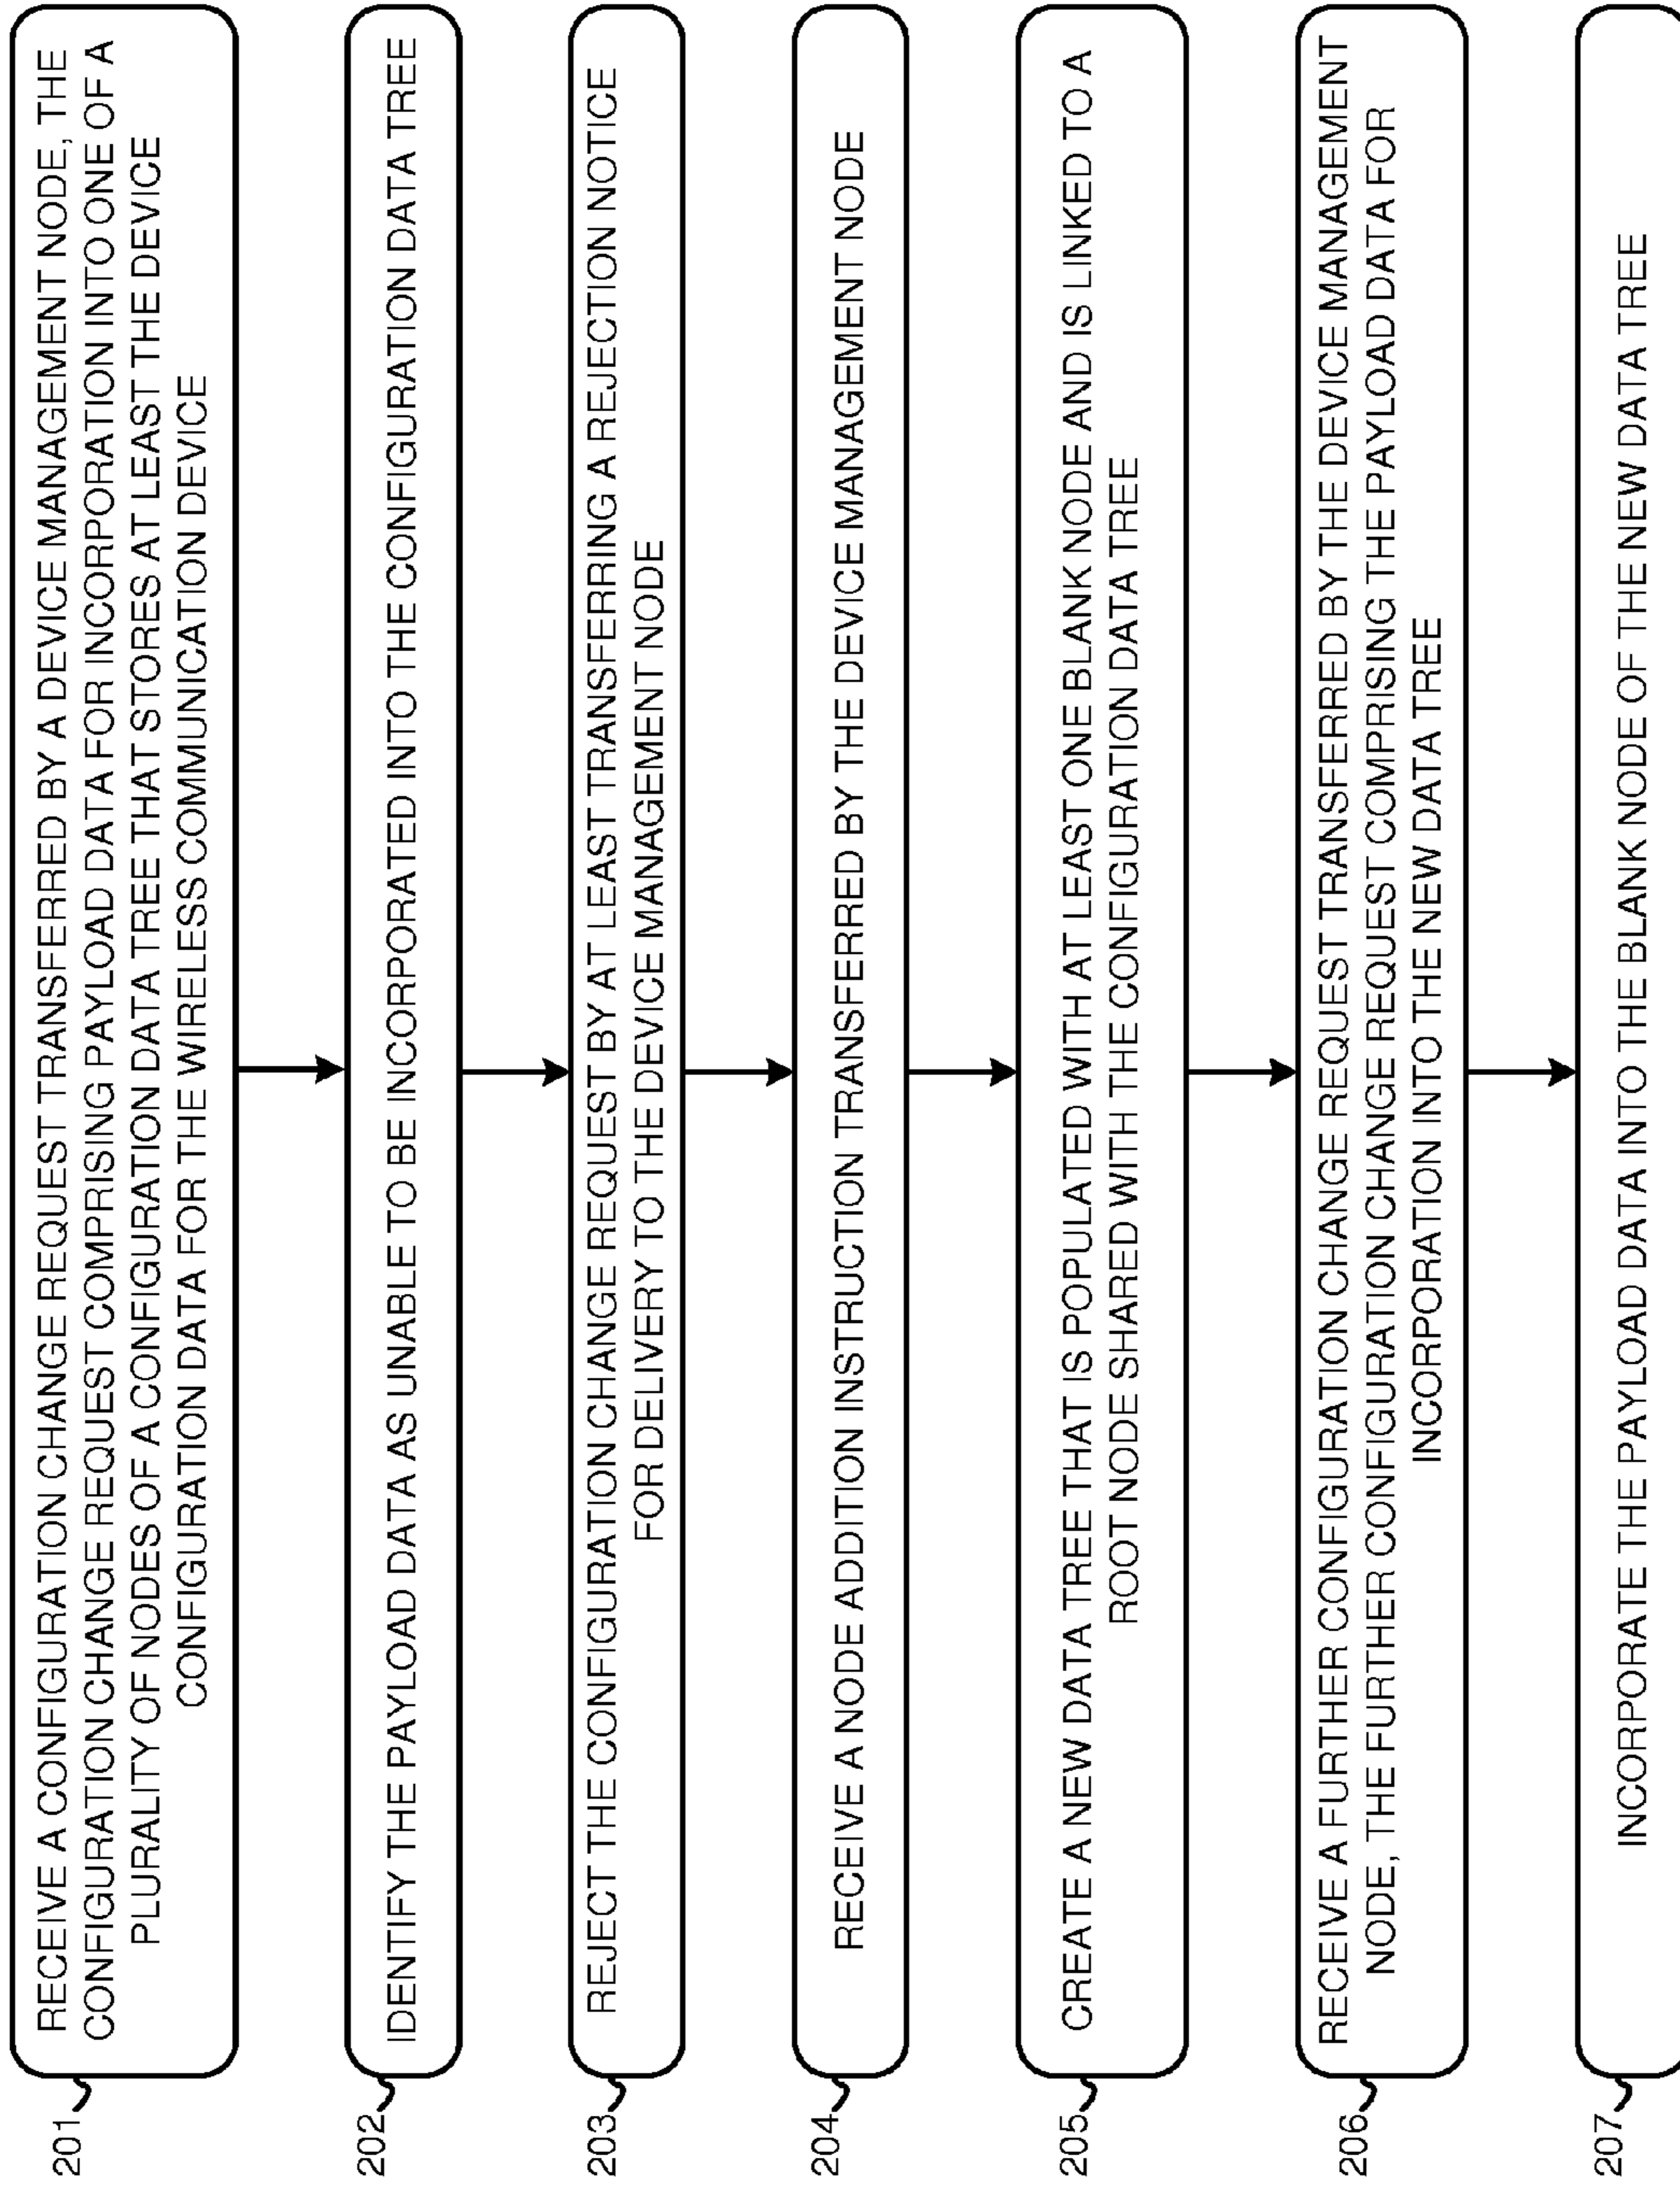 201
RECEIVE A CONFIGURATION CHANGE REQUEST TRANSFERRED BY A DEVICE MANAGEMENT NODE, THE
CONFIGURATION CHANGE REQUEST COMPRISING PAYLOAD DATA FOR INCORPORATION INTO ONE OF A
PLURALITY OF NODES OF A CONFIGURATION DATA TREE THAT STORES AT LEAST THE DEVICE
CONFIGURATION DATA FOR THE WIRELESS COMMUNICATION DEVICE
202
IDENTIFY THE PAYLOAD DATA AS UNABLE TO BE INCORPORATED INTO THE CONFIGURATION DATA TREE
203
REJECT THE CONFIGURATION CHANGE REQUEST BY AT LEAST TRANSFERRING A REJECTION NOTICE
FOR DELIVERY TO THE DEVICE MANAGEMENT NODE
204
RECEIVE A NODE ADDITION INSTRUCTION TRANSFERRED BY THE DEVICE MANAGEMENT NODE
205
CREATE A NEW DATA TREE THAT IS POPULATED WITH AT LEAST ONE BLANK NODE AND IS LINKED TO A
ROOT NODE SHARED WITH THE CONFIGURATION DATA TREE
206
RECEIVE A FURTHER CONFIGURATION CHANGE REQUEST TRANSFERRED BY THE DEVICE MANAGEMENT
NODE, THE FURTHER CONFIGURATION CHANGE REQUEST COMPRISING THE PAYLOAD DATA FOR
INCORPORATION INTO THE NEW DATA TREE
207
INCORPORATE THE PAYLOAD DATA INTO THE BLANK NODE OF THE NEW DATA TREE